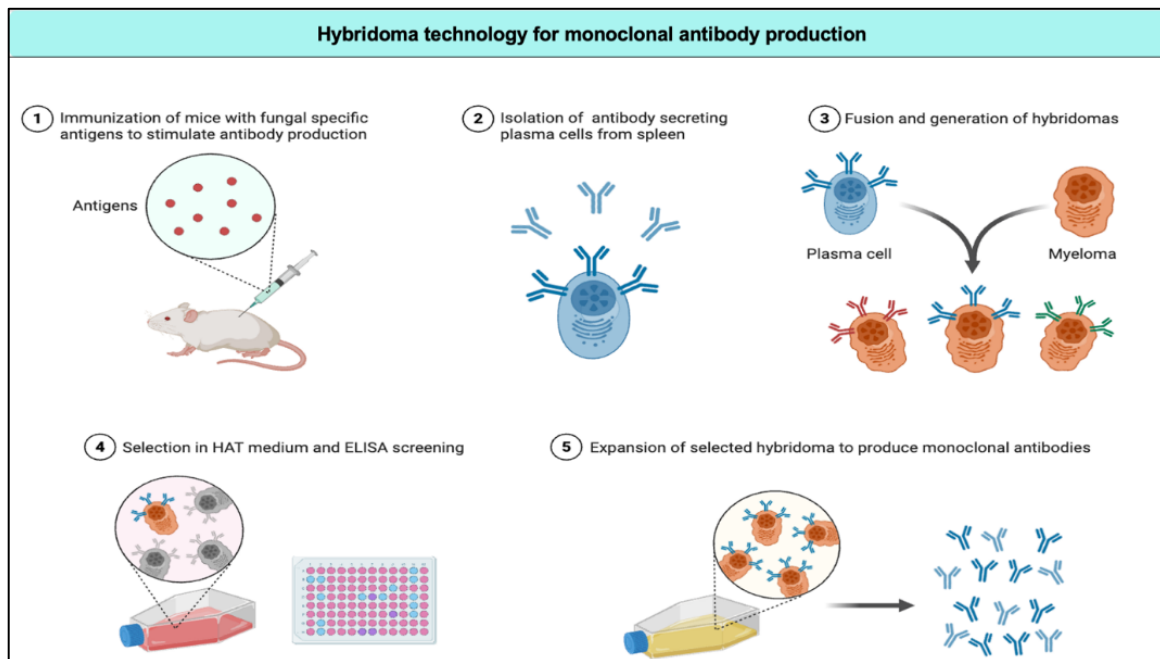 Hybridoma technology for monoclonal antibody production
1 Immunization of mice with fungal specific
antigens to stimulate antibody production
Antigens
2 Isolation of antibody secreting
plasma cells from spleen
3 Fusion and generation of hybridomas
Plasma cell
Myeloma
4 Selection in HAT medium and ELISA screening
5 Expansion of selected hybridoma to produce monoclonal antibodies